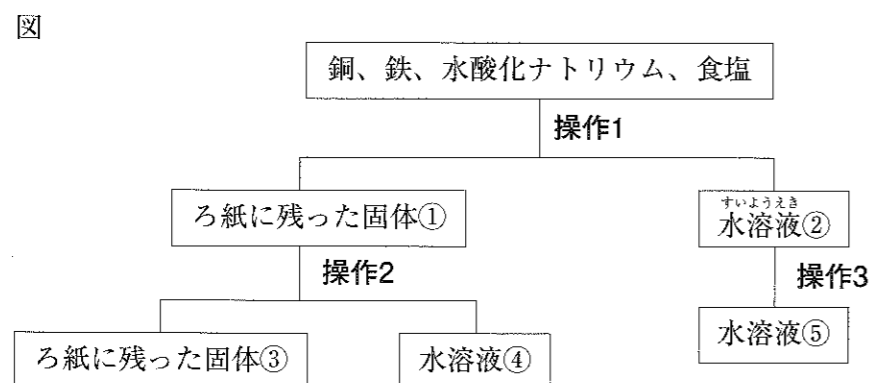 図
銅、鉄、水酸化ナトリウム、食塩
操作1
ろ紙に残った固体①
すいようえき
水溶液②
操作2
操作3
ろ紙に残った固体③
水溶液④
水溶液⑤